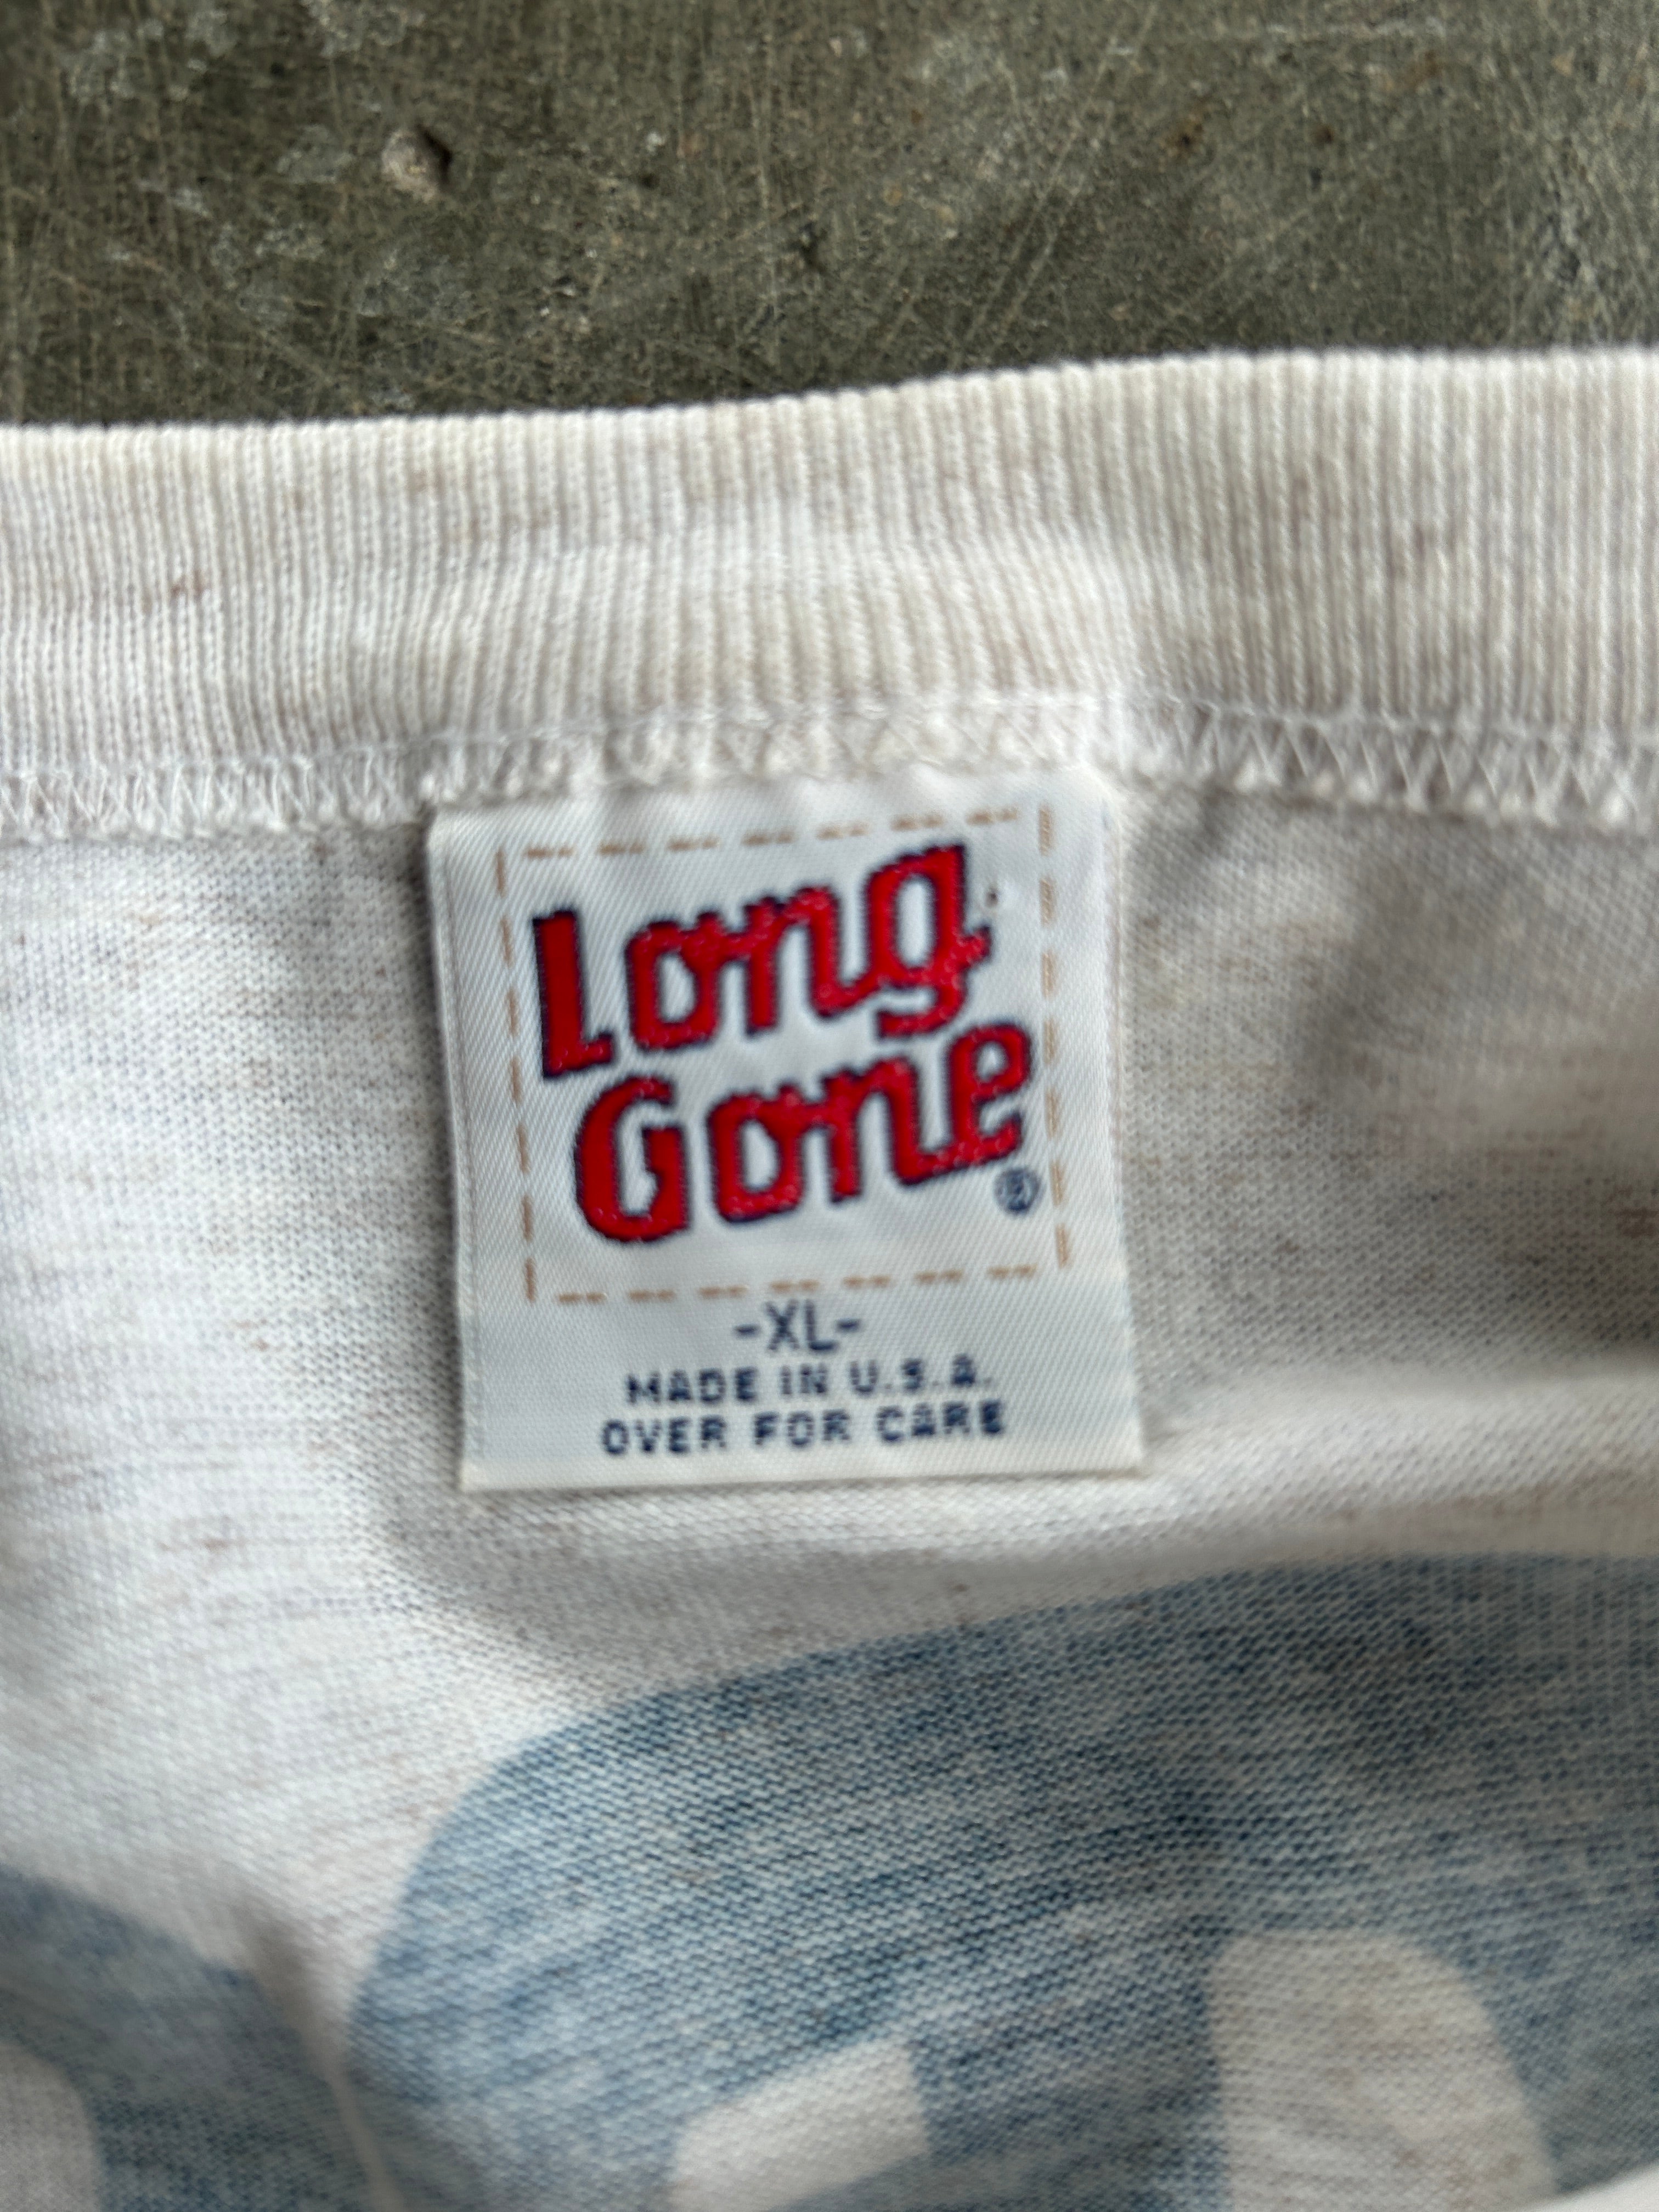 Long
Gone
®
-XL-
MADE IN U.S.A.
OVER FOR CARE